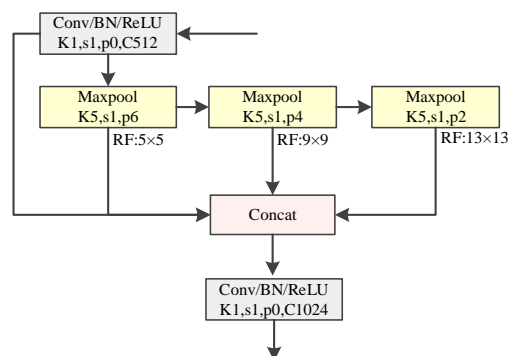 Conv/BN/ReLU
K1,s1,p0,C512
Maxpool
K5,s1,p6
RF:5×5
Maxpool
K5,s1,p4
RF:9×9
Maxpool
K5,s1,p2
RF:13×13
Concat
Conv/BN/ReLU
K1,s1,p0,C1024